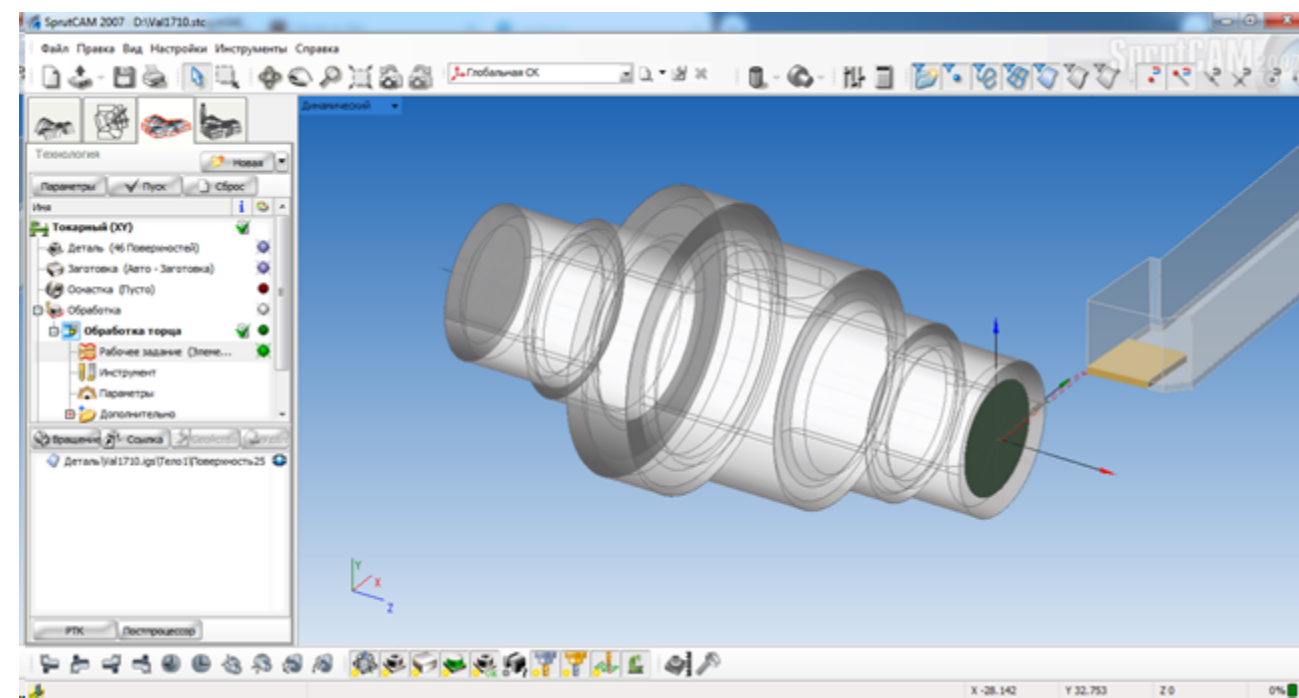 SprutCAM 2007 D:\Val1710.stc
Файл Правка Вид Настройки Инструменты Справка
Глобальная СК
SprutCAM
Динамический
Технология
Новая
Параметры Пуск Сброс
Имя
Токарный (XY)
Деталь (46 Поверхностей)
Заготовка (Авто - Заготовка)
Оснастка (Пусто)
Обработка
Обработка торца
Рабочее задание (Элеме...
Инструмент
Параметры
Дополнительно
Вращение Ссылка
Деталь\Val1710.igs\Тело1\Поверхность25
Y
X
Z
РТК Постпроцессор
X -28.142 Y 32.753 Z 0 0%